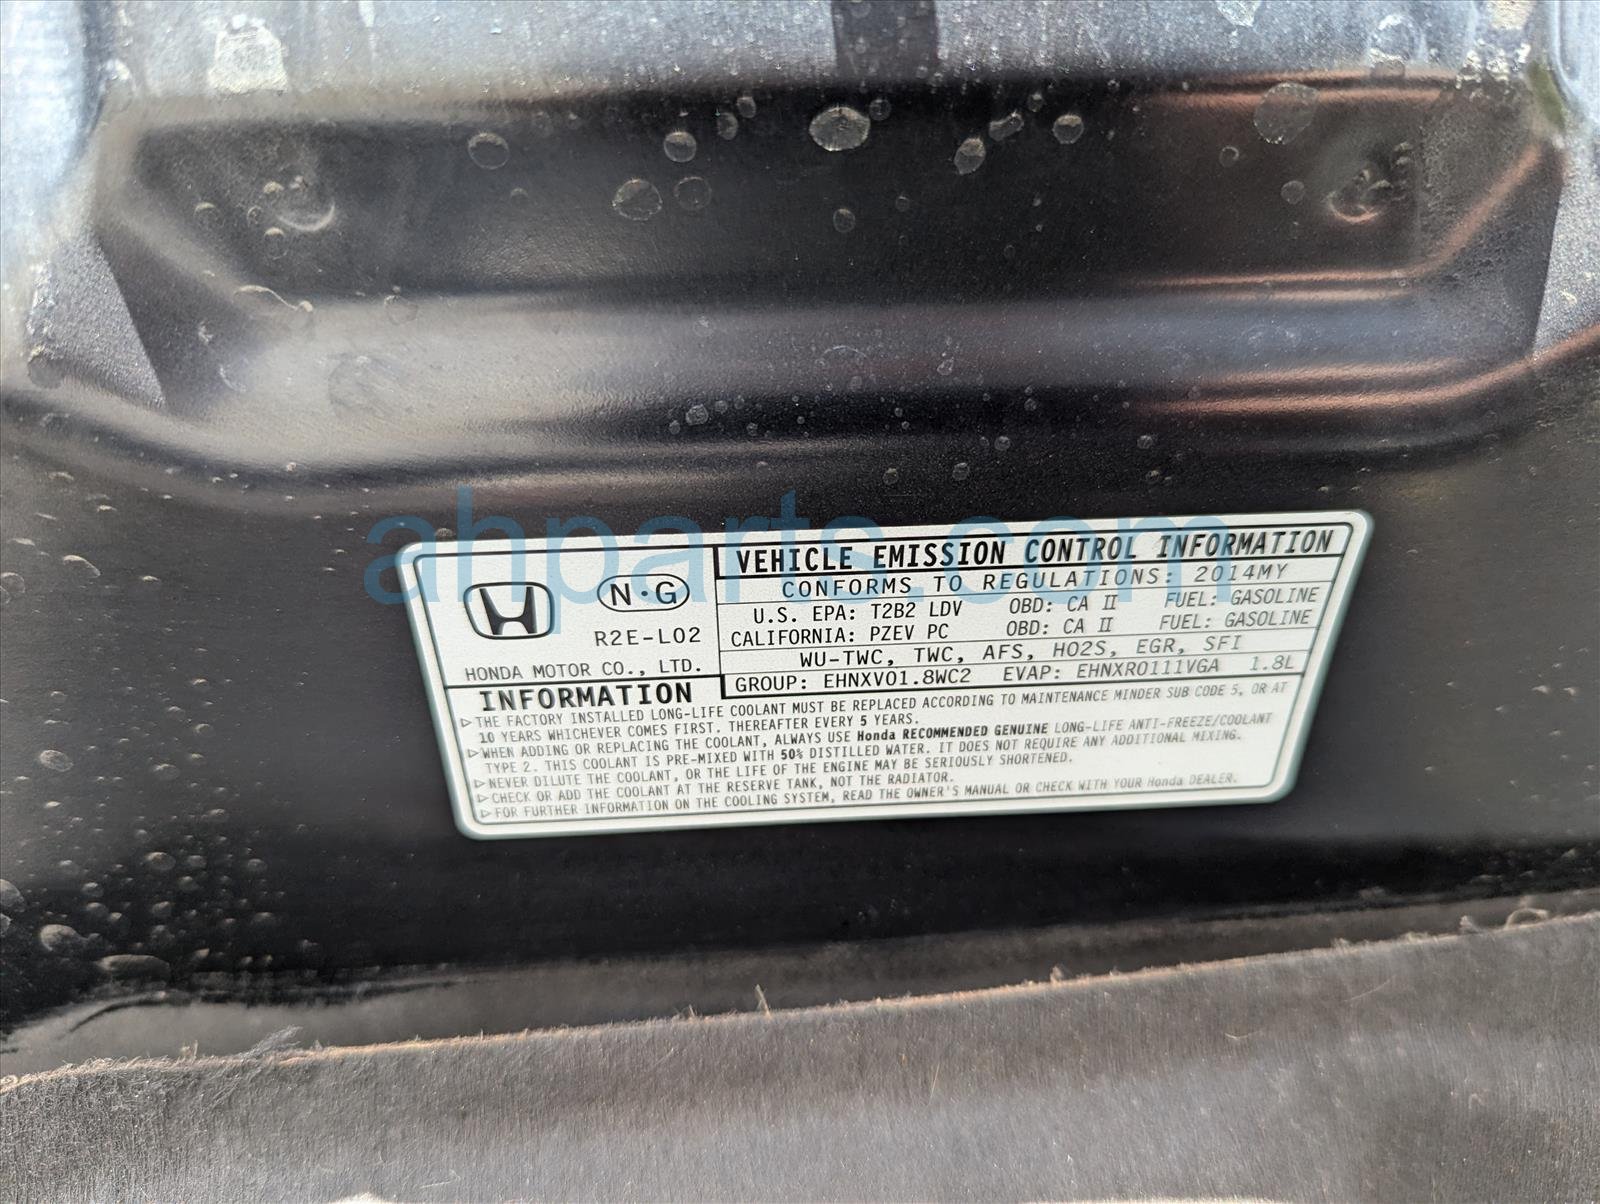 ahparts.com
VEHICLE EMISSION CONTROL INFORMATION
CONFORMS TO REGULATIONS: 2014MY
U.S. EPA: T2B2 LDV OBD: CA II FUEL: GASOLINE
CALIFORNIA: PZEV PC OBD: CA II FUEL: GASOLINE
WU-TWC, TWC, AFS, HO2S, EGR, SFI
GROUP: EHNXV01.8WC2 EVAP: EHNXR0111VGA 1.8L
N·G
R2E-L02
HONDA MOTOR CO., LTD.
INFORMATION
▷THE FACTORY INSTALLED LONG-LIFE COOLANT MUST BE REPLACED ACCORDING TO MAINTENANCE MINDER SUB CODE 5, OR AT
10 YEARS WHICHEVER COMES FIRST. THEREAFTER EVERY 5 YEARS.
▷WHEN ADDING OR REPLACING THE COOLANT, ALWAYS USE Honda RECOMMENDED GENUINE LONG-LIFE ANTI-FREEZE/COOLANT
TYPE 2. THIS COOLANT IS PRE-MIXED WITH 50% DISTILLED WATER. IT DOES NOT REQUIRE ANY ADDITIONAL MIXING.
▷NEVER DILUTE THE COOLANT, OR THE LIFE OF THE ENGINE MAY BE SERIOUSLY SHORTENED.
▷CHECK OR ADD THE COOLANT AT THE RESERVE TANK, NOT THE RADIATOR.
▷FOR FURTHER INFORMATION ON THE COOLING SYSTEM, READ THE OWNER'S MANUAL OR CHECK WITH YOUR Honda DEALER.